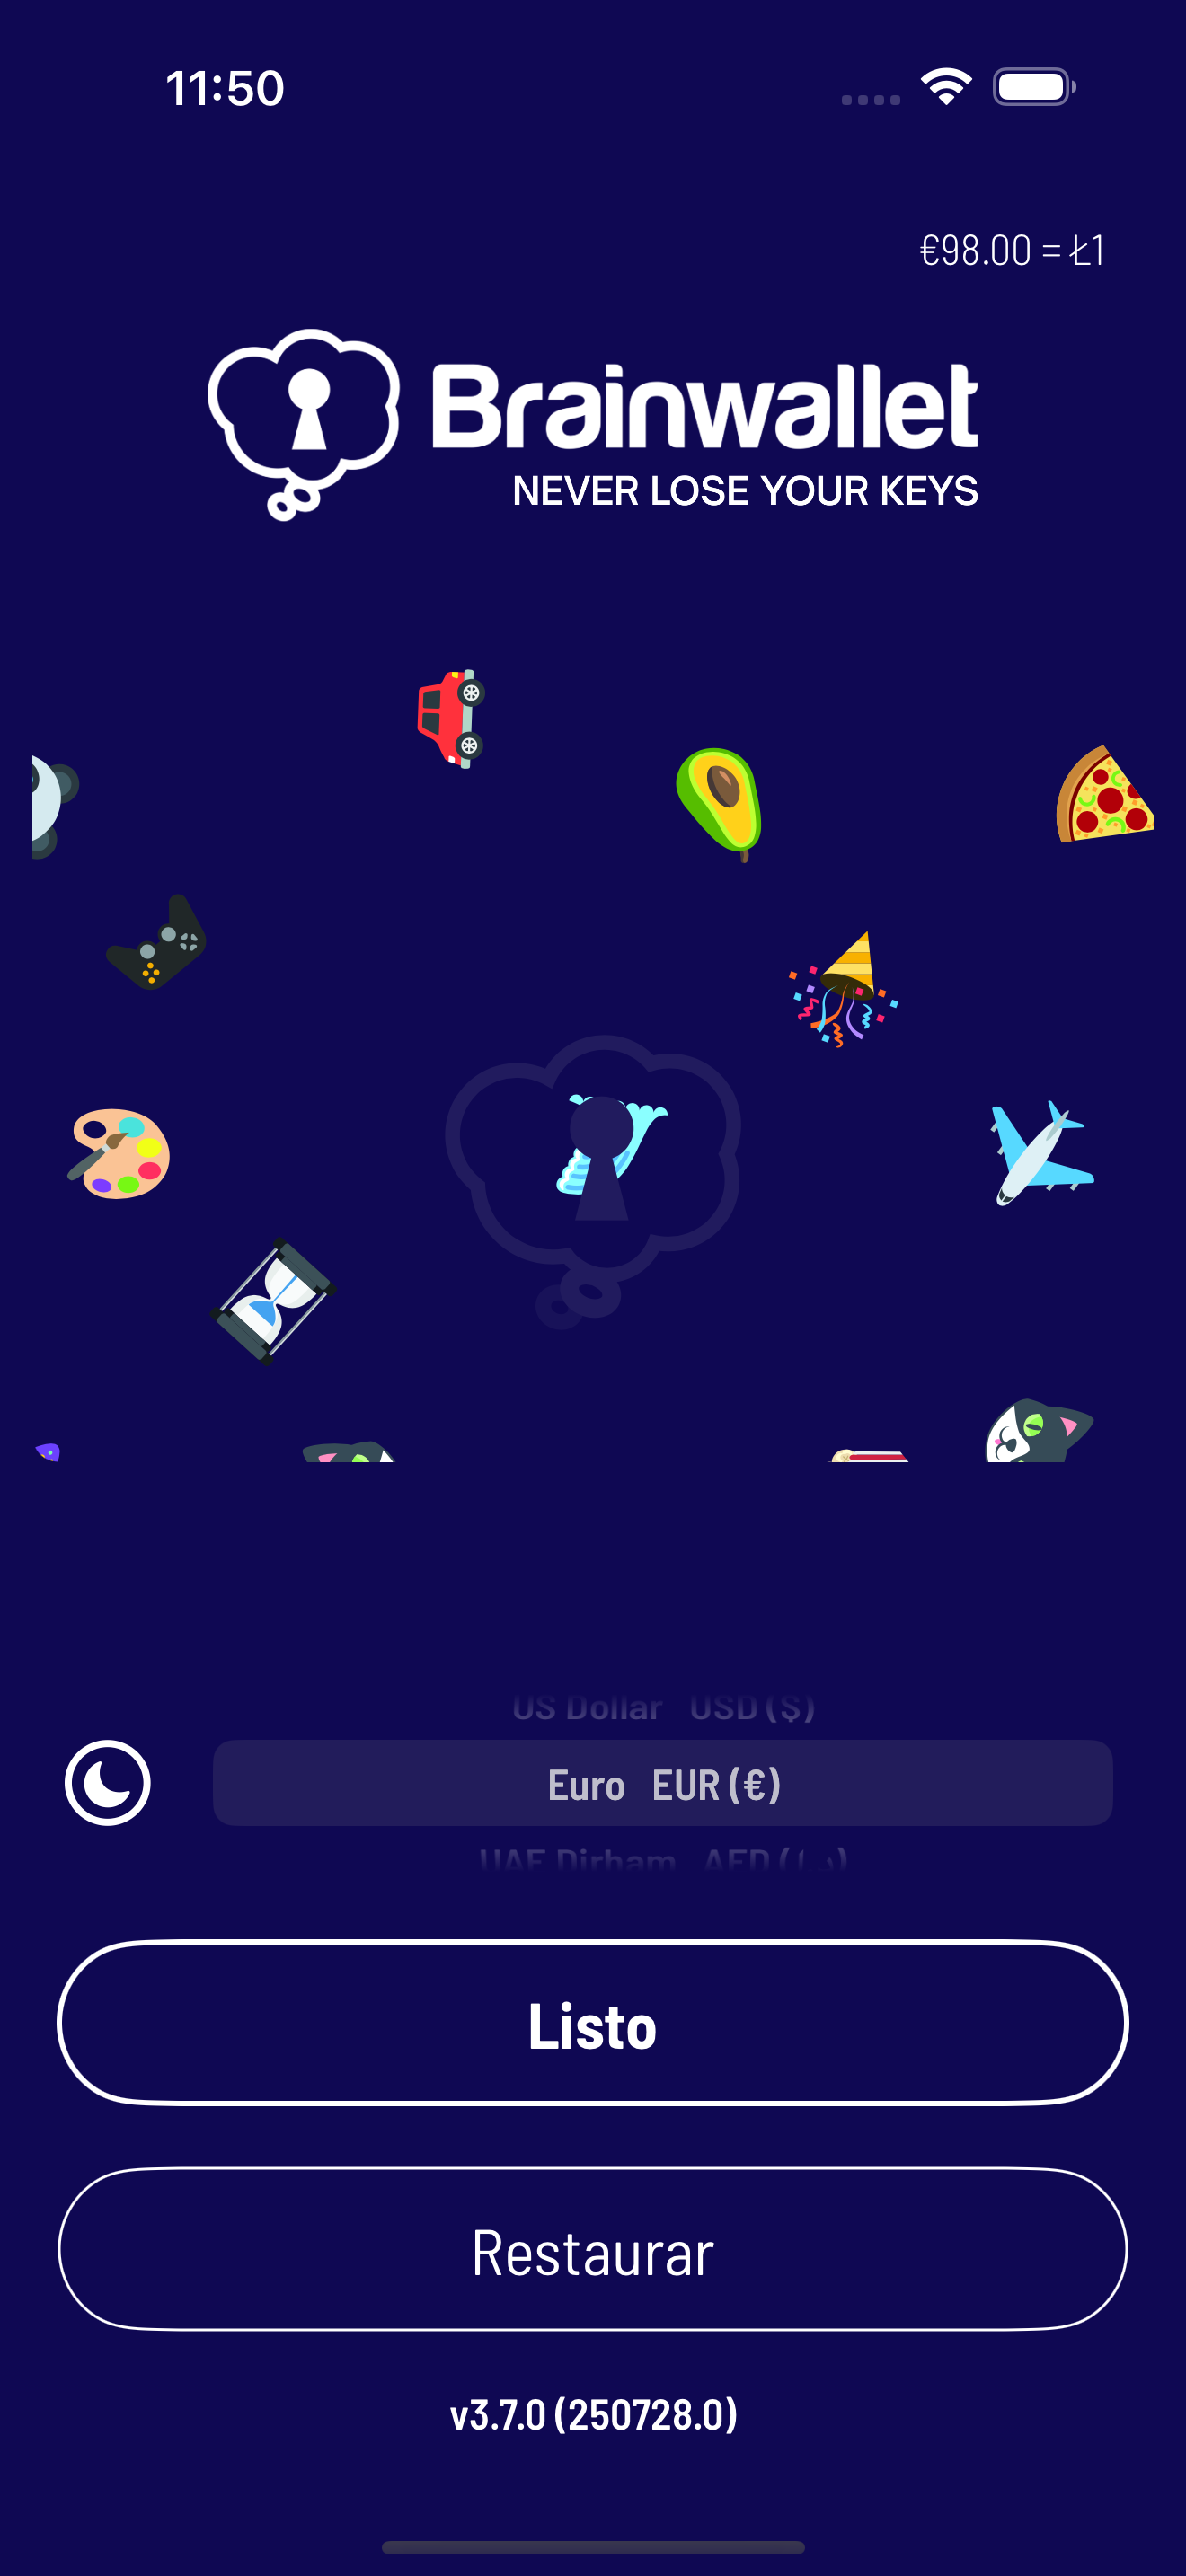 11:50
€98.00 = Ł1
Brainwallet
NEVER LOSE YOUR KEYS
US Dollar USD ($)
Euro EUR (€)
UAE Dirham AED
Listo
Restaurar
v3.7.0 (250728.0)